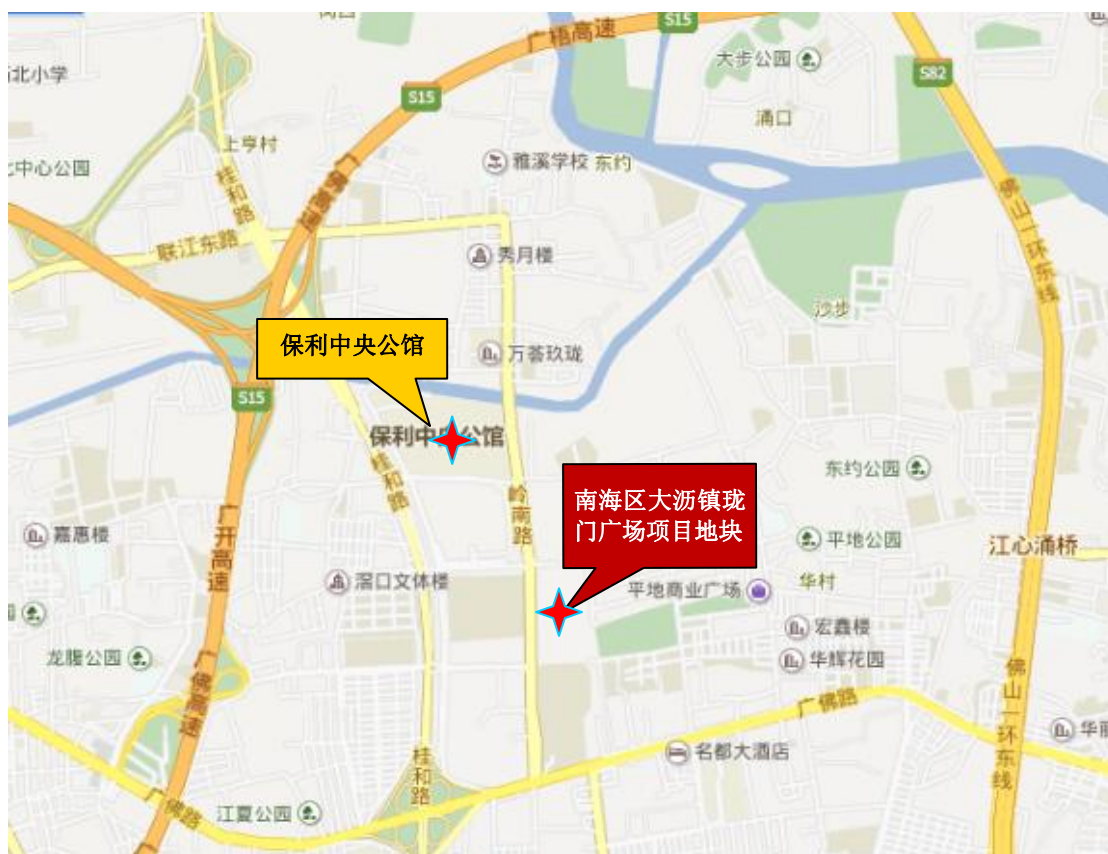 广梧高速
S15
大步公园
北小学
S15
S82
涌口
上亨村
雅溪学校
东约
中心公园
广佛高速
桂和路
佛山一环东线
联江东路
秀月楼
沙步
保利中央公馆
万荟玖珑
S15
保利中央公馆
桂和路
东约公园
岭南路
南海区大沥镇珑
门广场项目地块
广开高速
嘉惠楼
平地公园
江心涌桥
滘口文体楼
平地商业广场
华村
宏鑫楼
龙腹公园
华辉花园
广佛高速
佛山一环东线
广佛路
名都大酒店
桂和路
广佛路
江夏公园